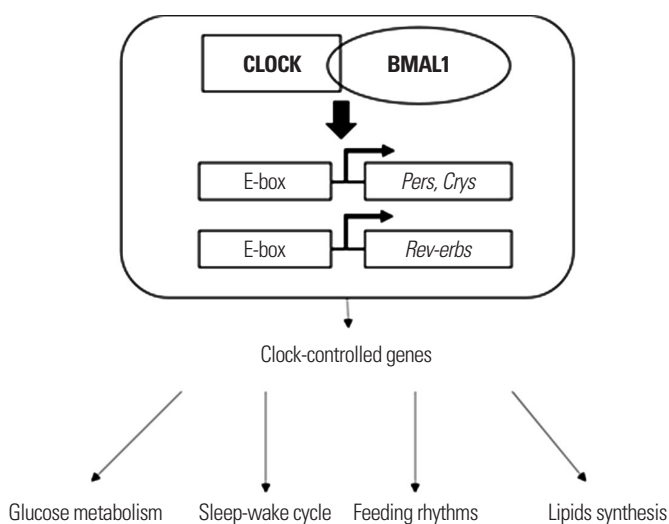 CLOCK BMAL1
E-box Pers, Crys
E-box Rev-erbs
Clock-controlled genes
Glucose metabolism Sleep-wake cycle Feeding rhythms Lipids synthesis